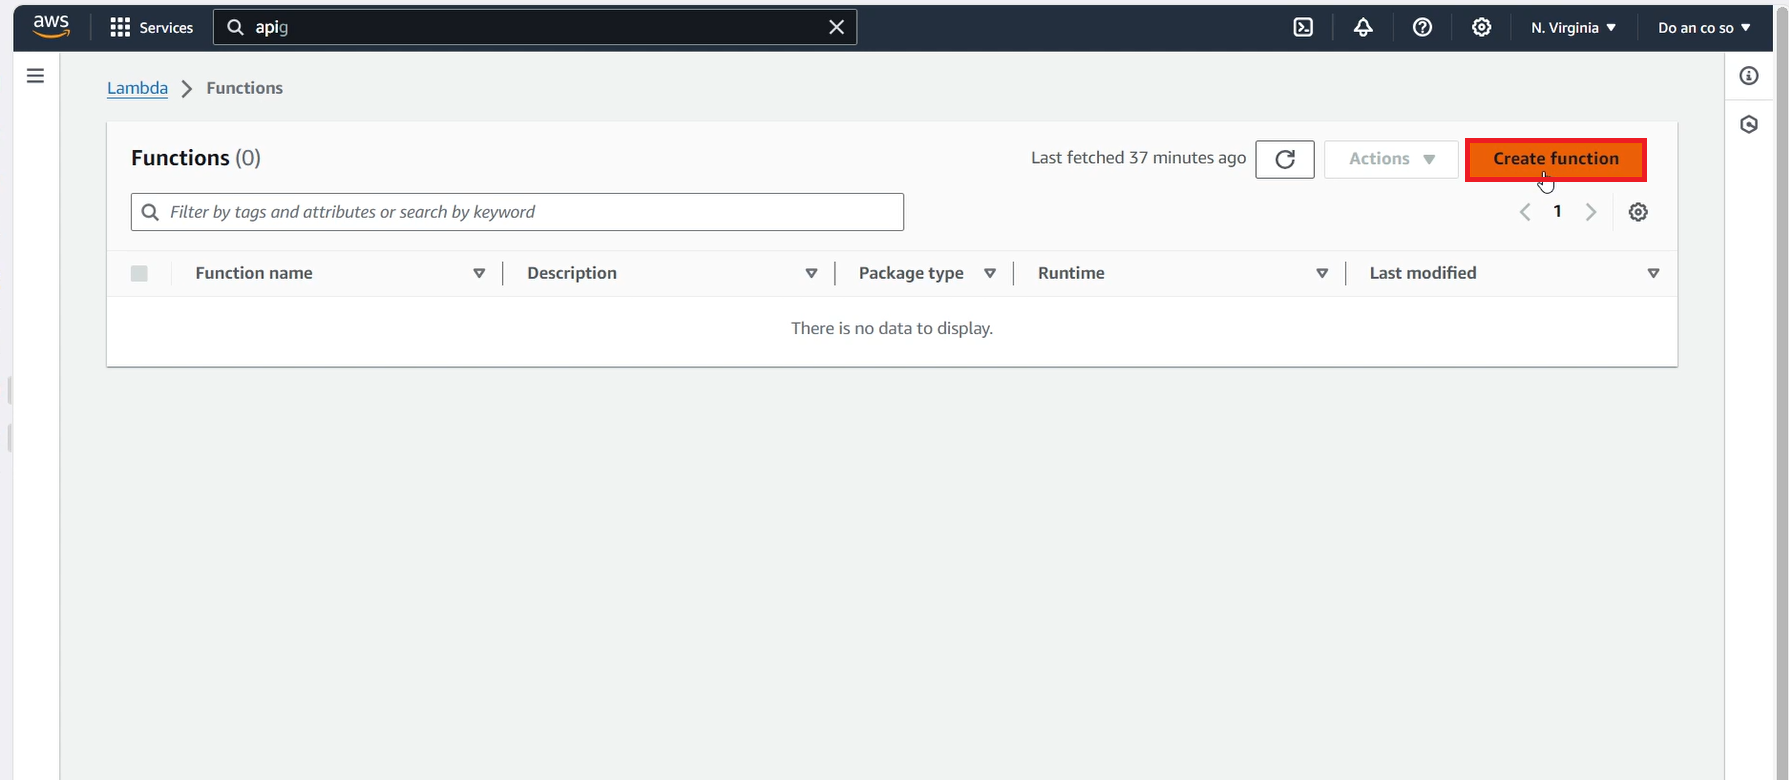 aws Services apig N. Virginia Do an co so
Lambda Functions
Functions (0) Last fetched 37 minutes ago Actions Create function
Filter by tags and attributes or search by keyword 1
Function name Description Package type Runtime Last modified
There is no data to display.